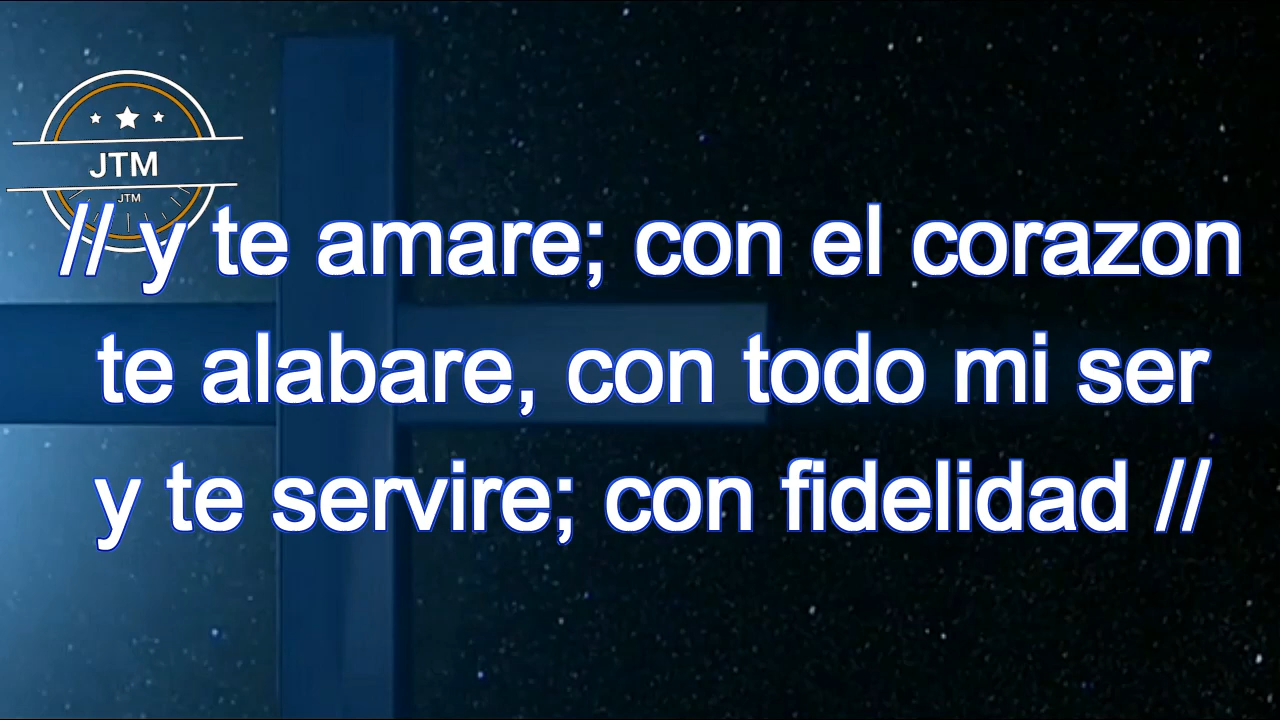 JTM
JTM
// y te amare; con el corazon
te alabare, con todo mi ser
y te servire; con fidelidad //